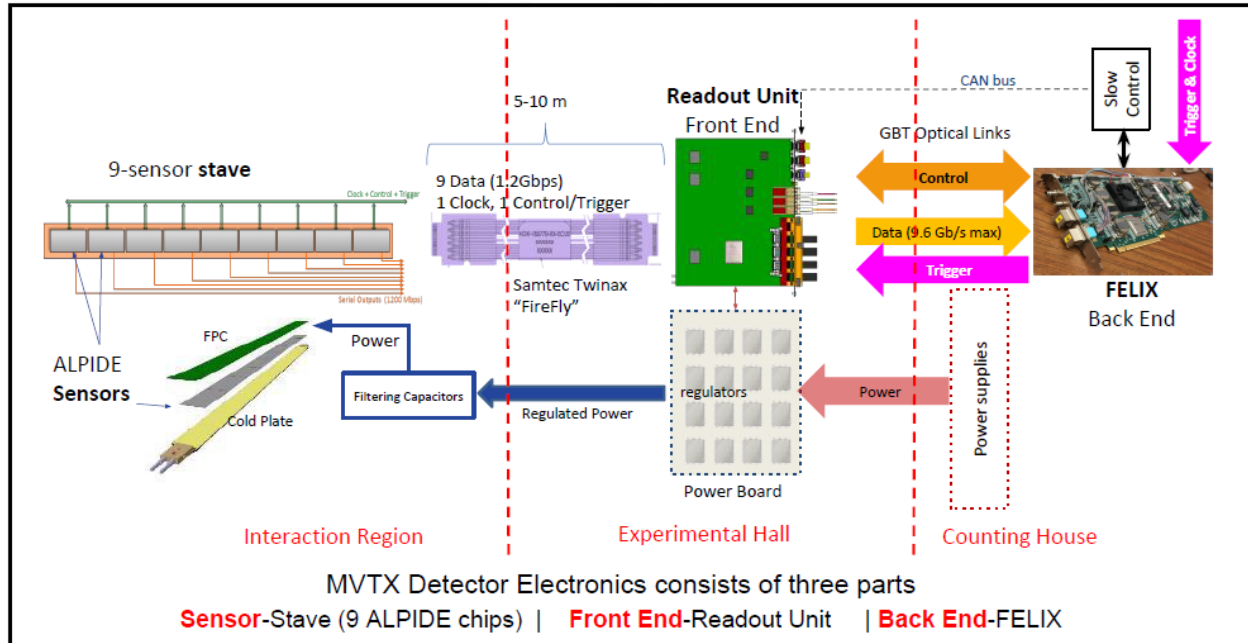 Trigger & Clock
Slow
Control
CAN bus
5-10 m
Readout Unit
Front End
GBT Optical Links
9-sensor stave
Clock + Control + Trigger
9 Data (1.2Gbps)
1 Clock, 1 Control/Trigger
Control
Data (9.6 Gb/s max)
Trigger
Serial Outputs (1200 Mbps)
Samtec Twinax
"FireFly"
FELIX
Back End
FPC
Power
ALPIDE
Sensors
Filtering Capacitors
Cold Plate
Regulated Power
regulators
Power
Power supplies
Power Board
Interaction Region
Experimental Hall
Counting House
MVTX Detector Electronics consists of three parts
Sensor-Stave (9 ALPIDE chips) | Front End-Readout Unit | Back End-FELIX